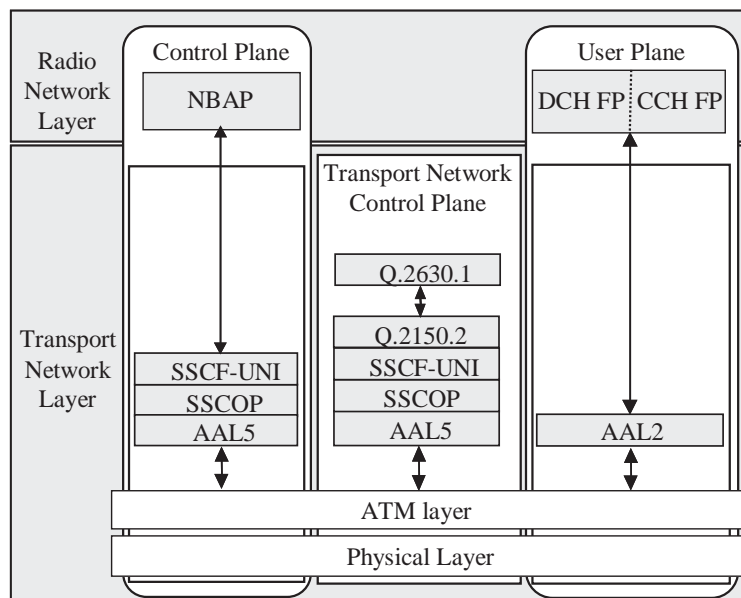 Control Plane
User Plane
Radio
Network
Layer
NBAP
DCH FP
CCH FP
Transport Network
Control Plane
Q.2630.1
Transport
Network
Layer
Q.2150.2
SSCF-UNI
SSCF-UNI
SSCOP
SSCOP
AAL5
AAL5
AAL2
ATM layer
Physical Layer